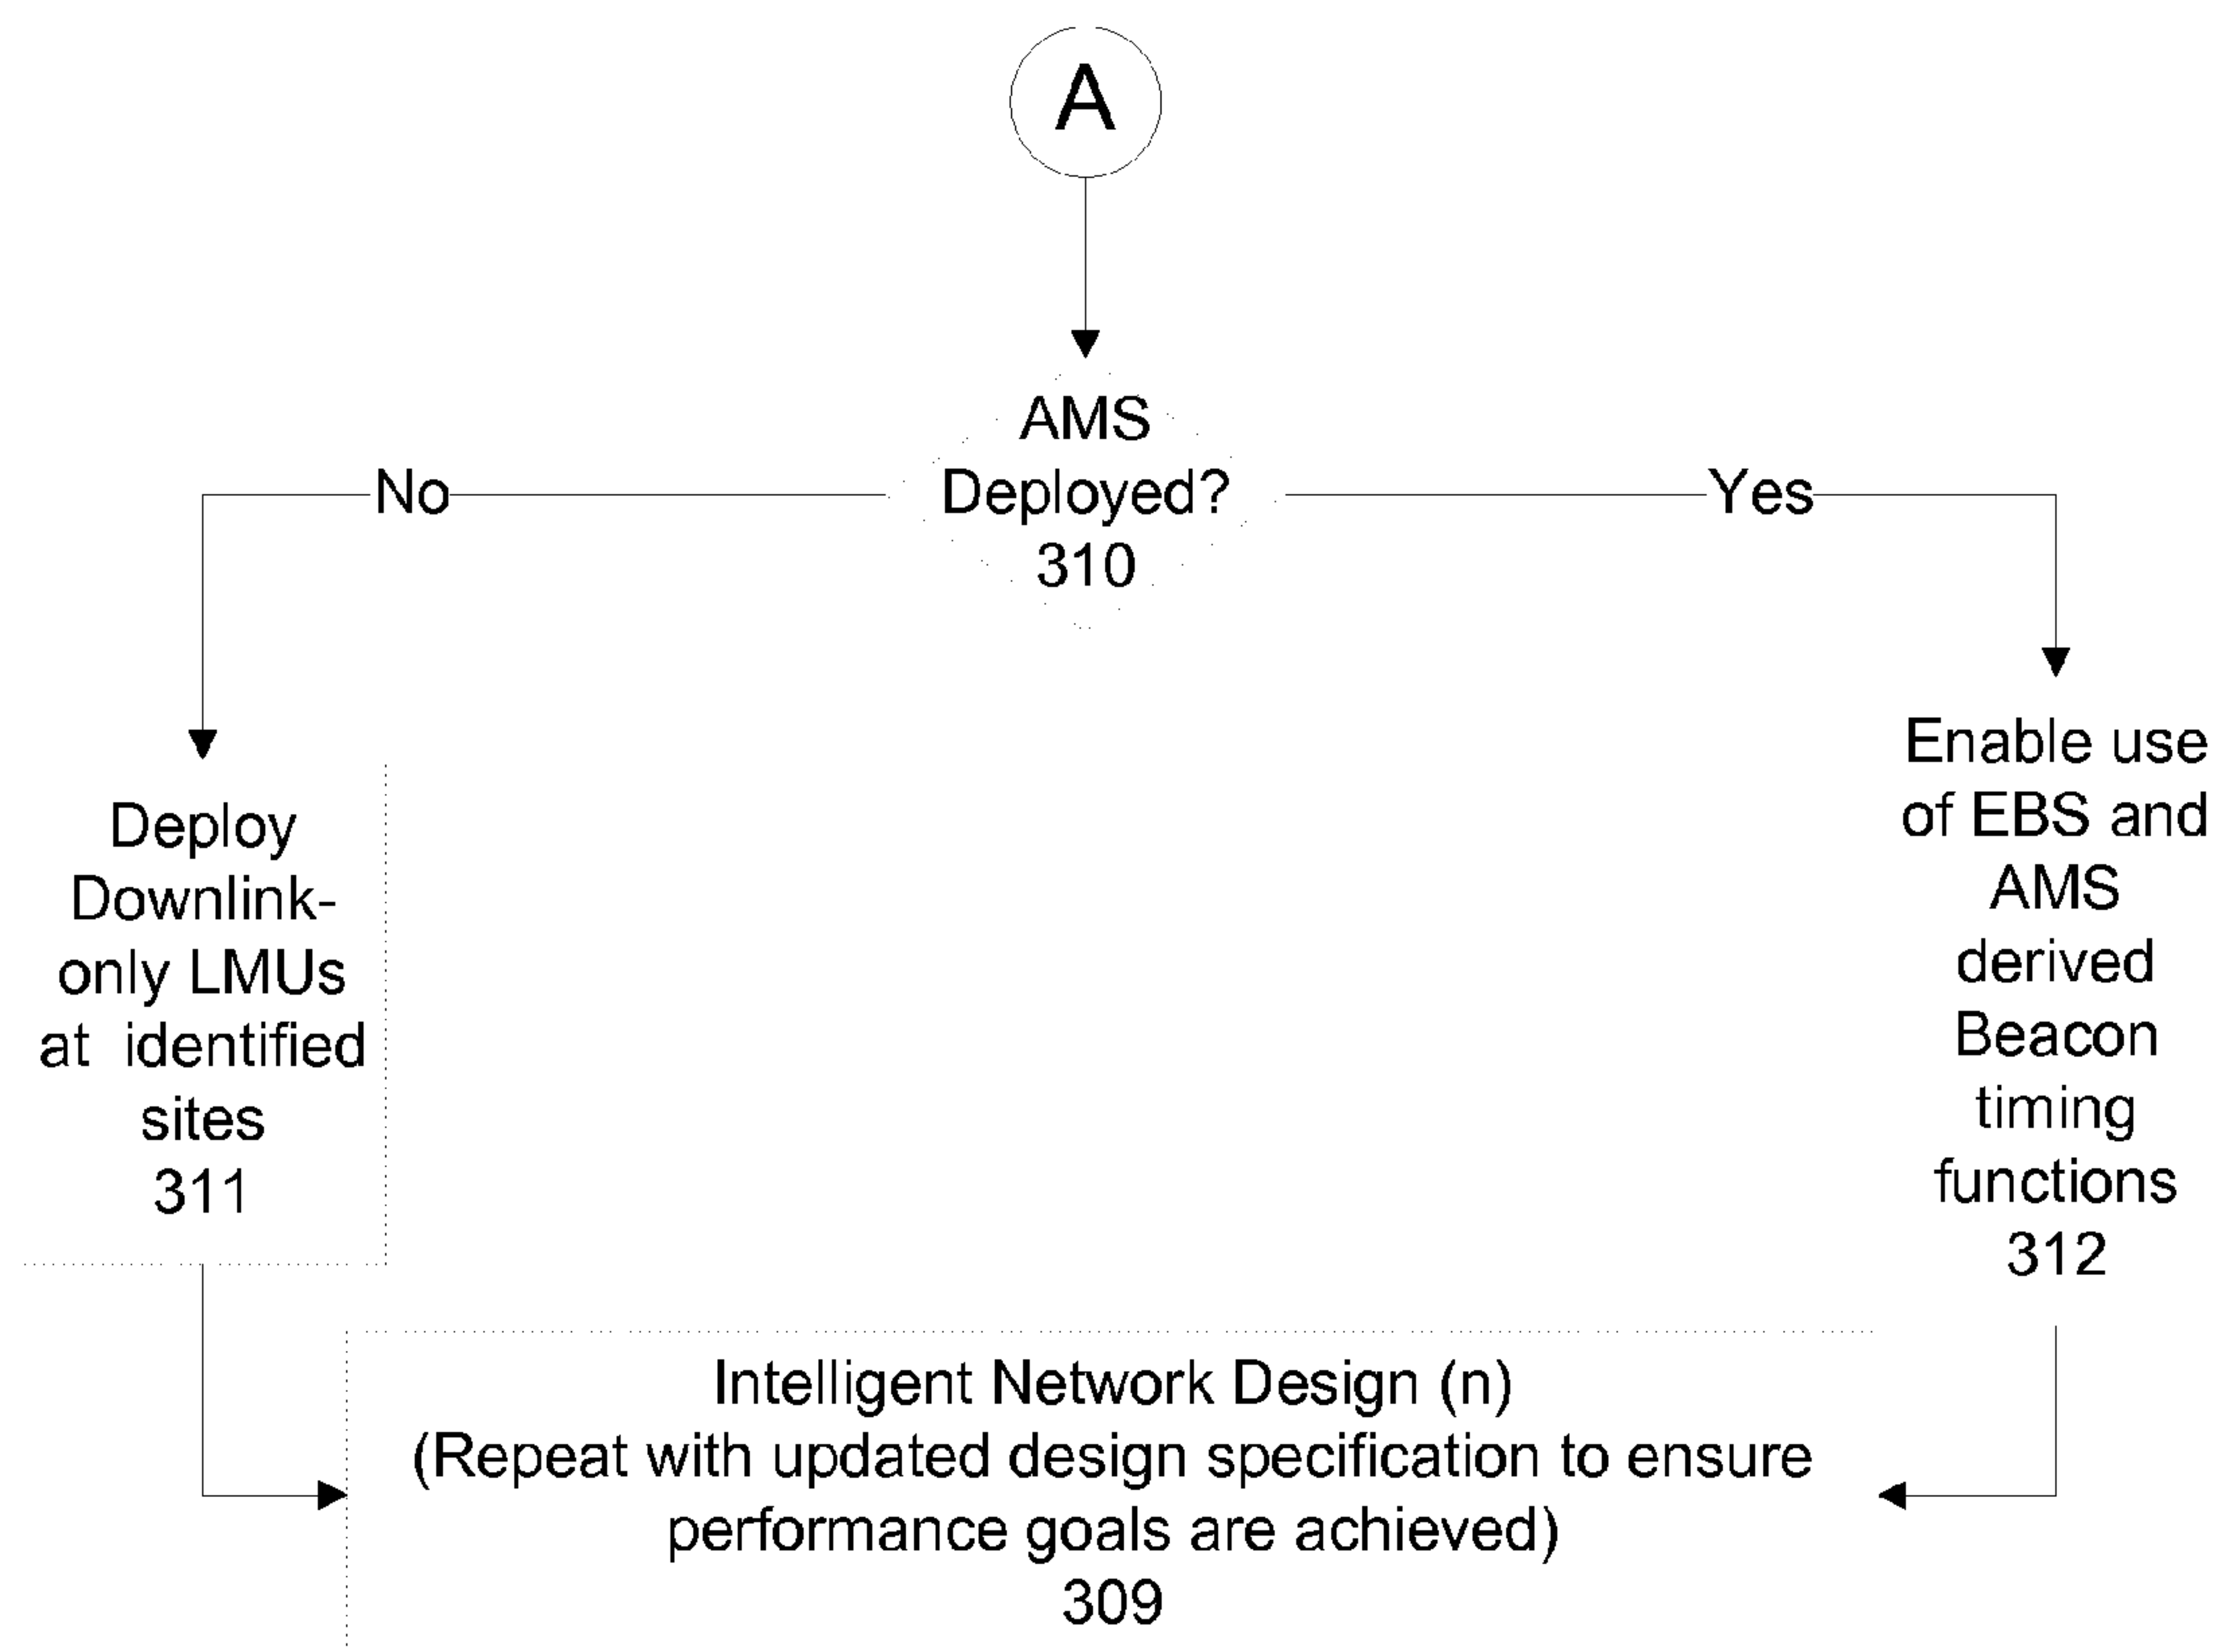 A
AMS
Deployed?
310
No
Yes
Deploy
Downlink-
only LMUs
at identified
sites
311
Enable use
of EBS and
AMS
derived
Beacon
timing
functions
312
Intelligent Network Design (n)
(Repeat with updated design specification to ensure
performance goals are achieved)
309